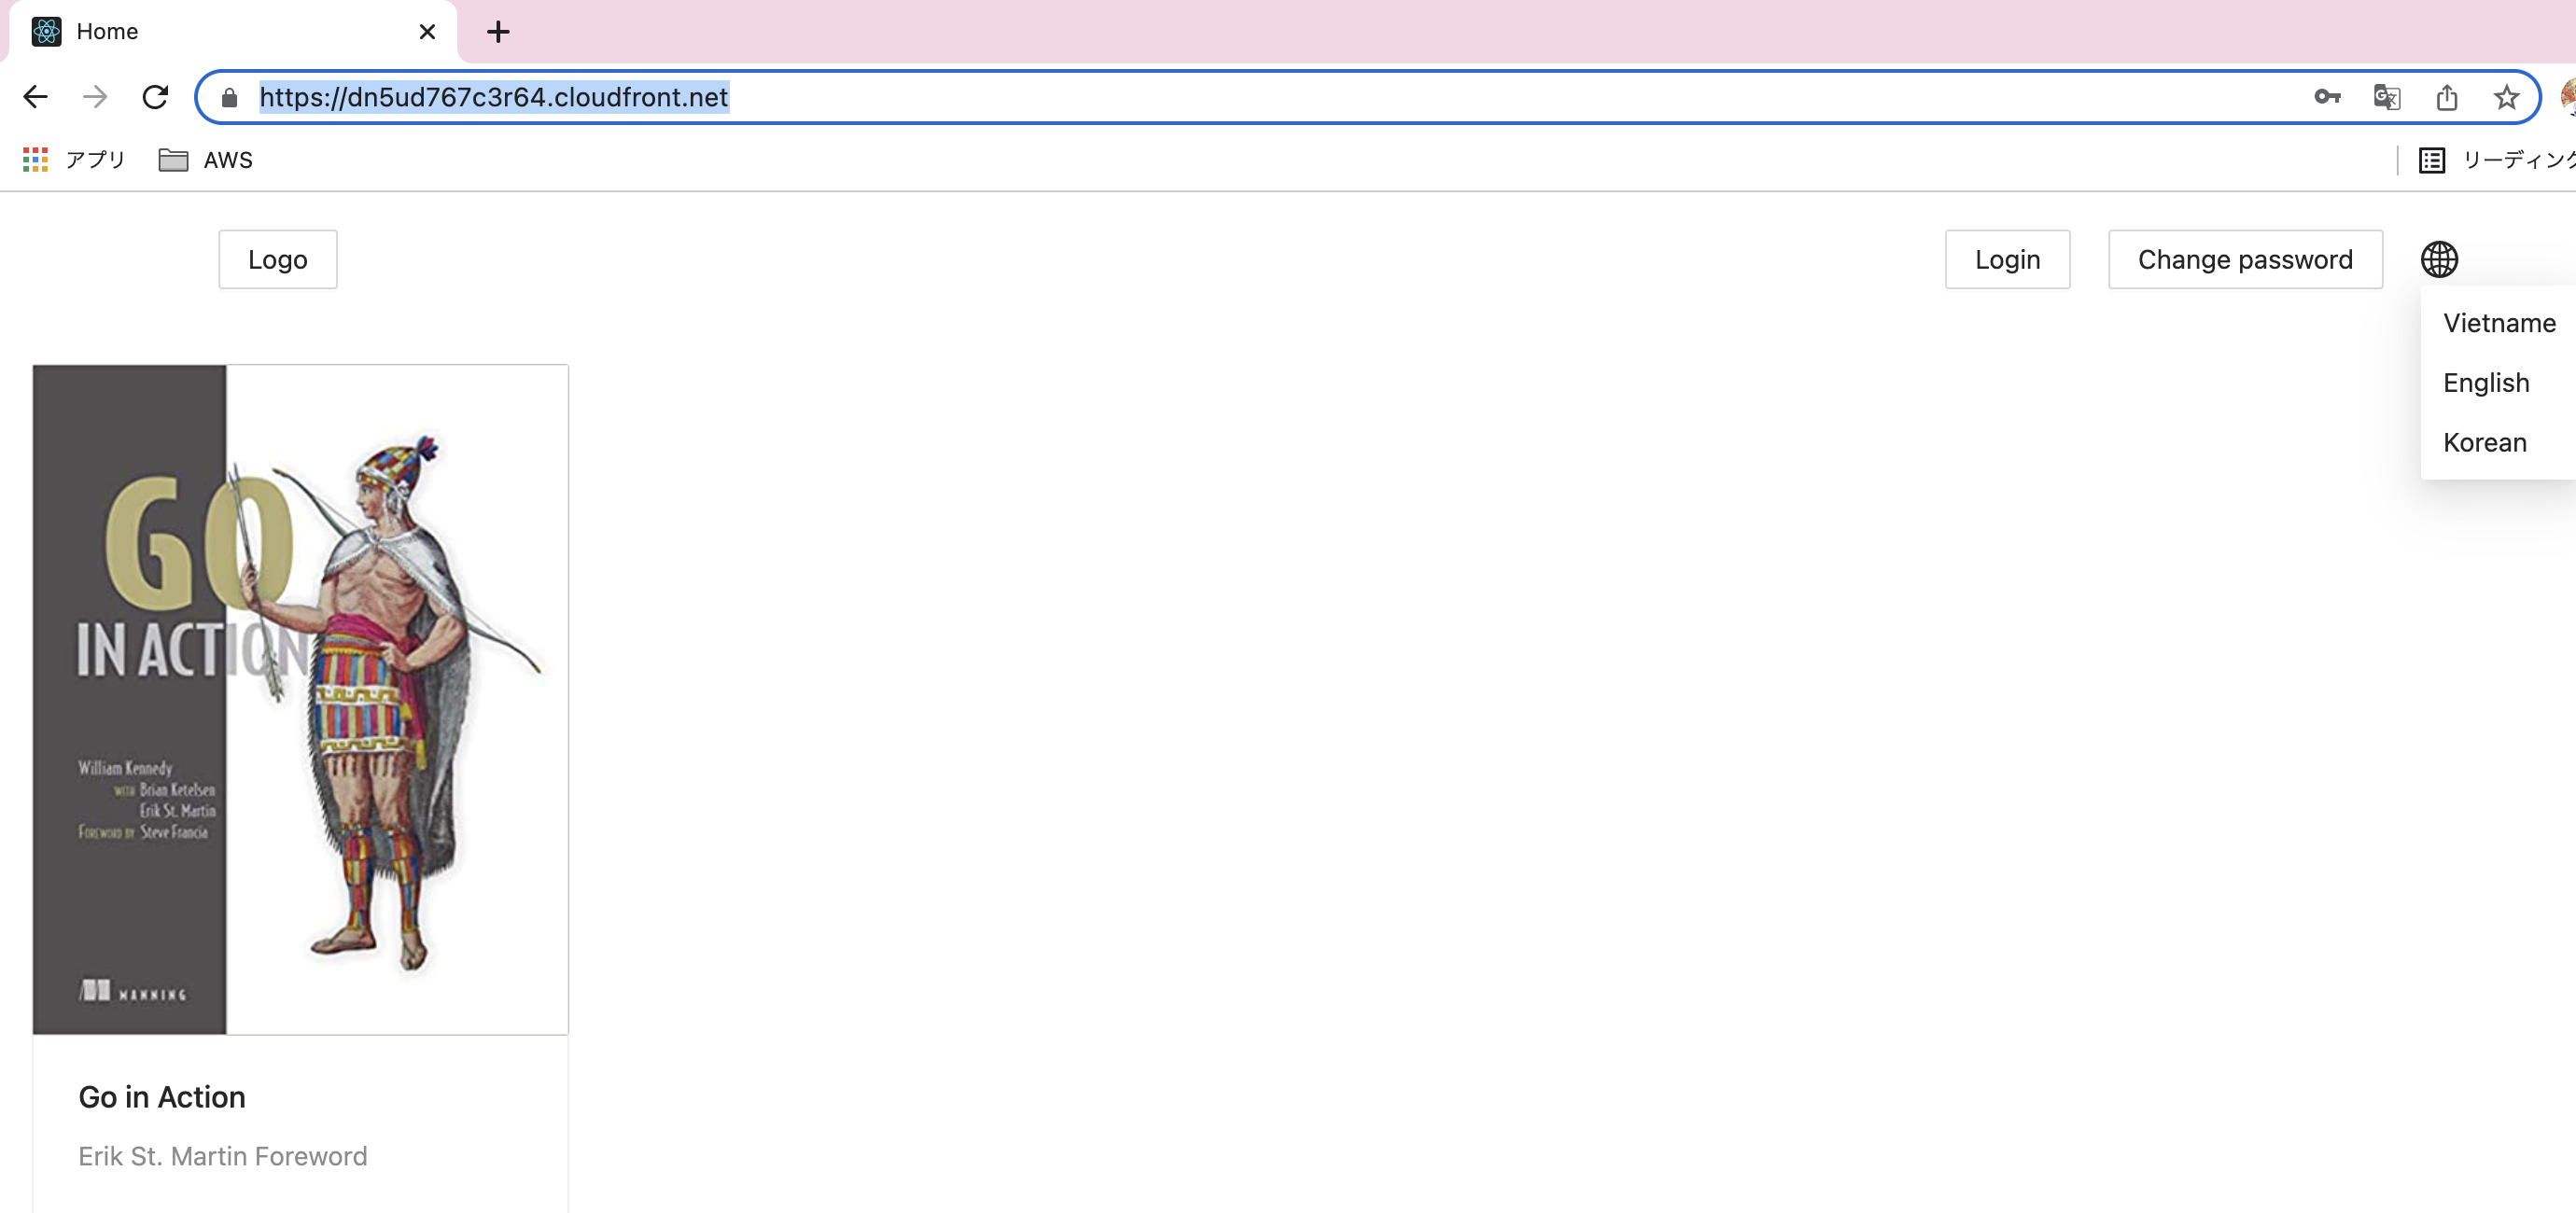 Home
https://dn5ud767c3r64.cloudfront.net
アプリ AWS リーディング
Logo Login Change password
Vietname
English
Korean
GO
IN ACTION
William Kennedy
WITH Brian Ketelsen
Erik St. Martin
FOREWORD BY Steve Francia
MANNING
Go in Action
Erik St. Martin Foreword